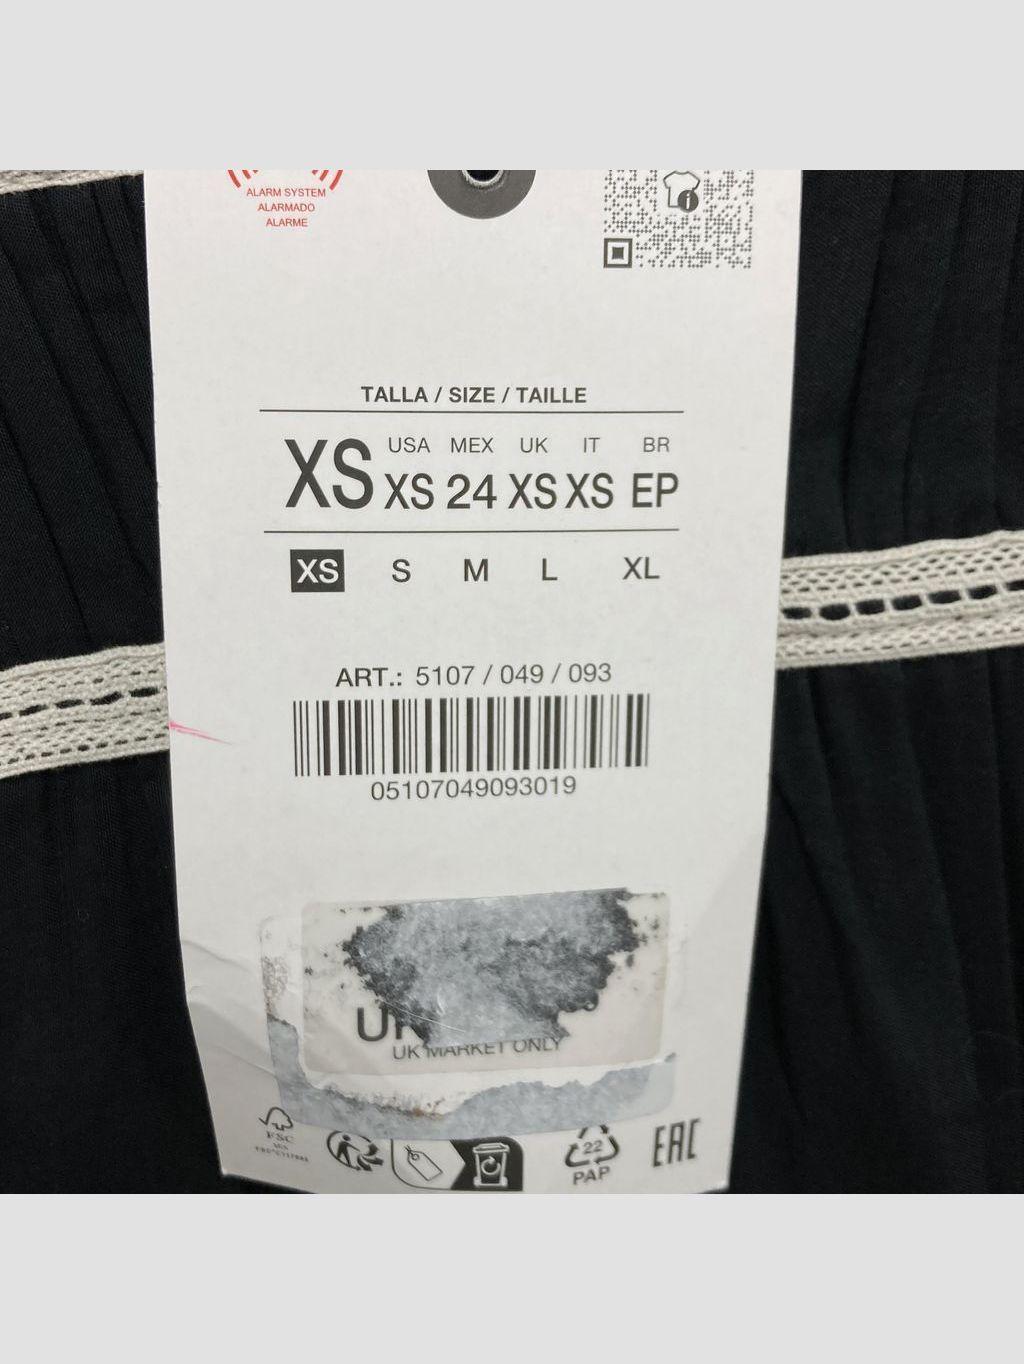 ALARM SYSTEM
ALARMADO
ALARME
i
TALLA / SIZE / TAILLE
XS USA MEX UK IT BR
XS 24 XS XS EP
XS S M L XL
ART.: 5107 / 049 / 093
05107049093019
UK MARKET ONLY
FSC
22
PAP
EAC